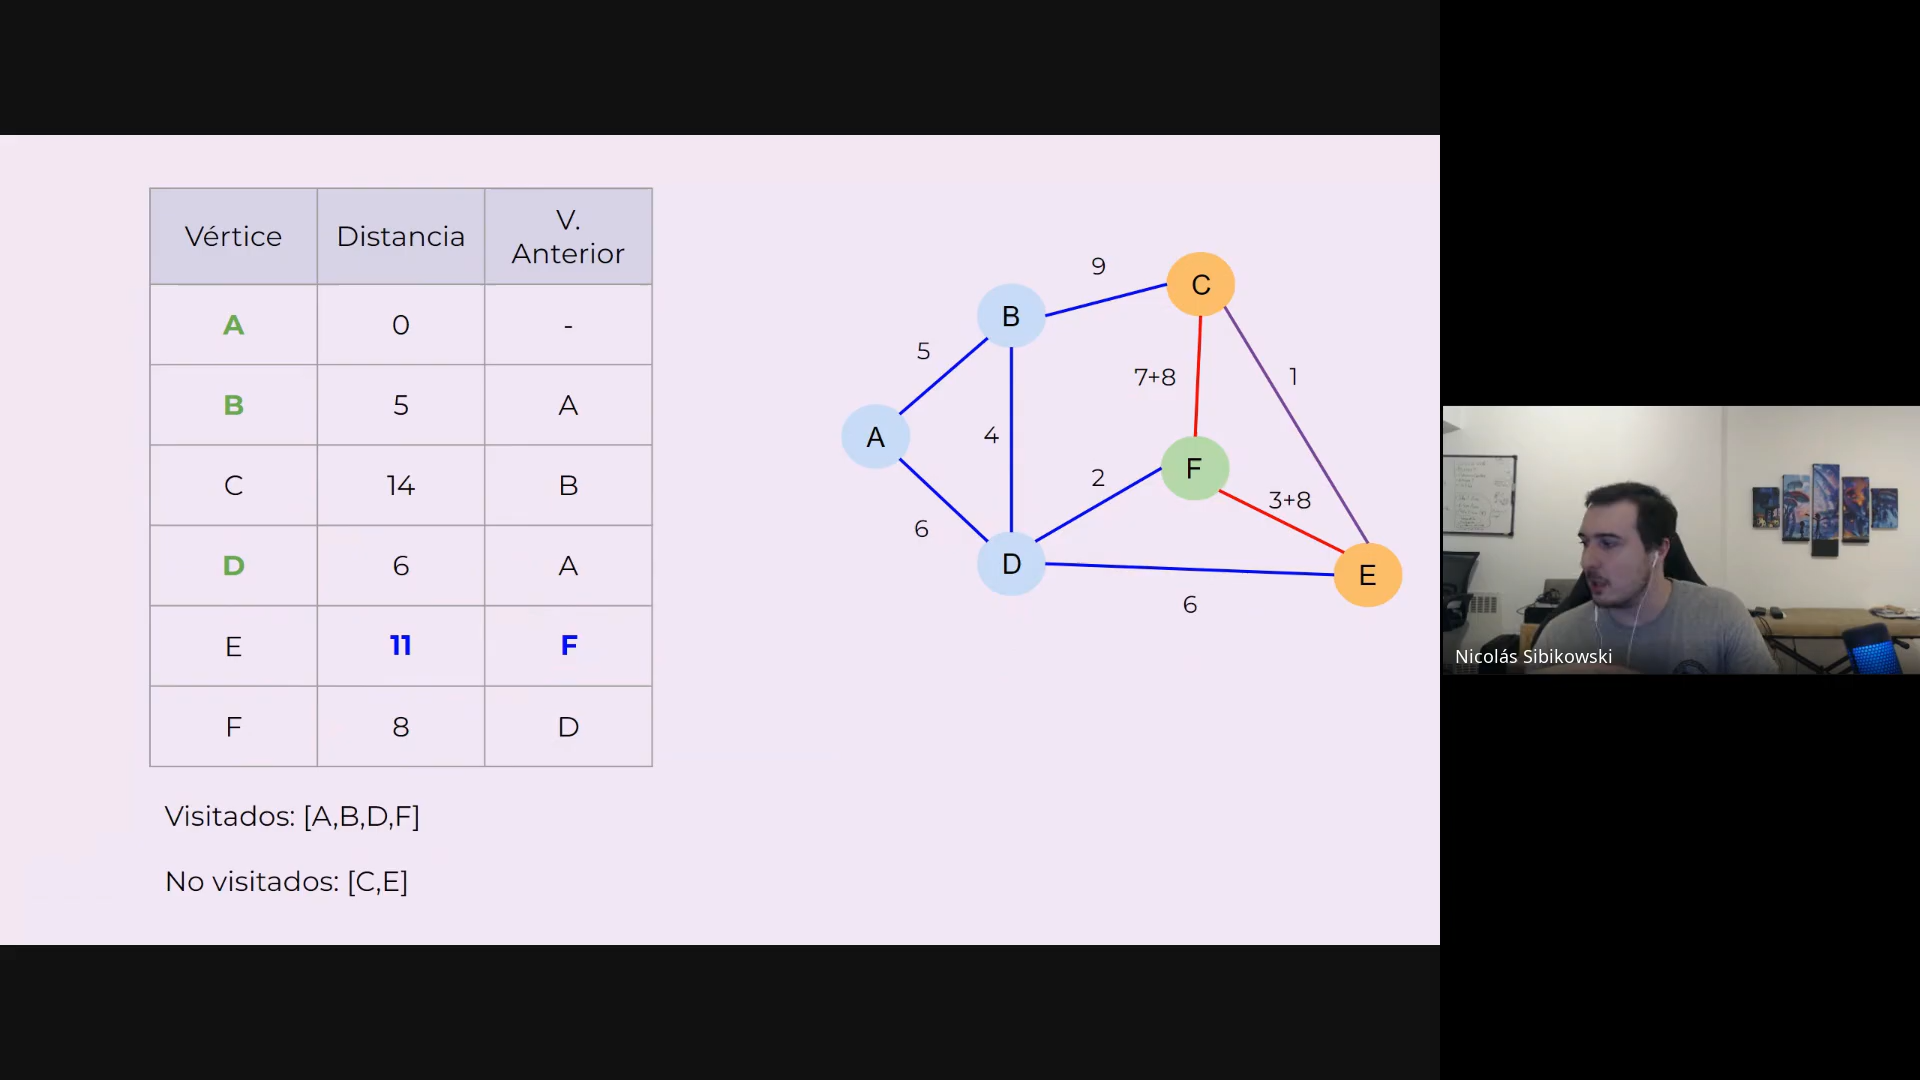 Vértice Distancia V. Anterior
A 0 -
B 5 A
C 14 B
D 6 A
E 11 F
F 8 D
Visitados: [A,B,D,F]
No visitados: [C,E]
9
C
B
5
7+8
1
A
4
2
F
3+8
6
D
E
6
Nicolás Sibikowski